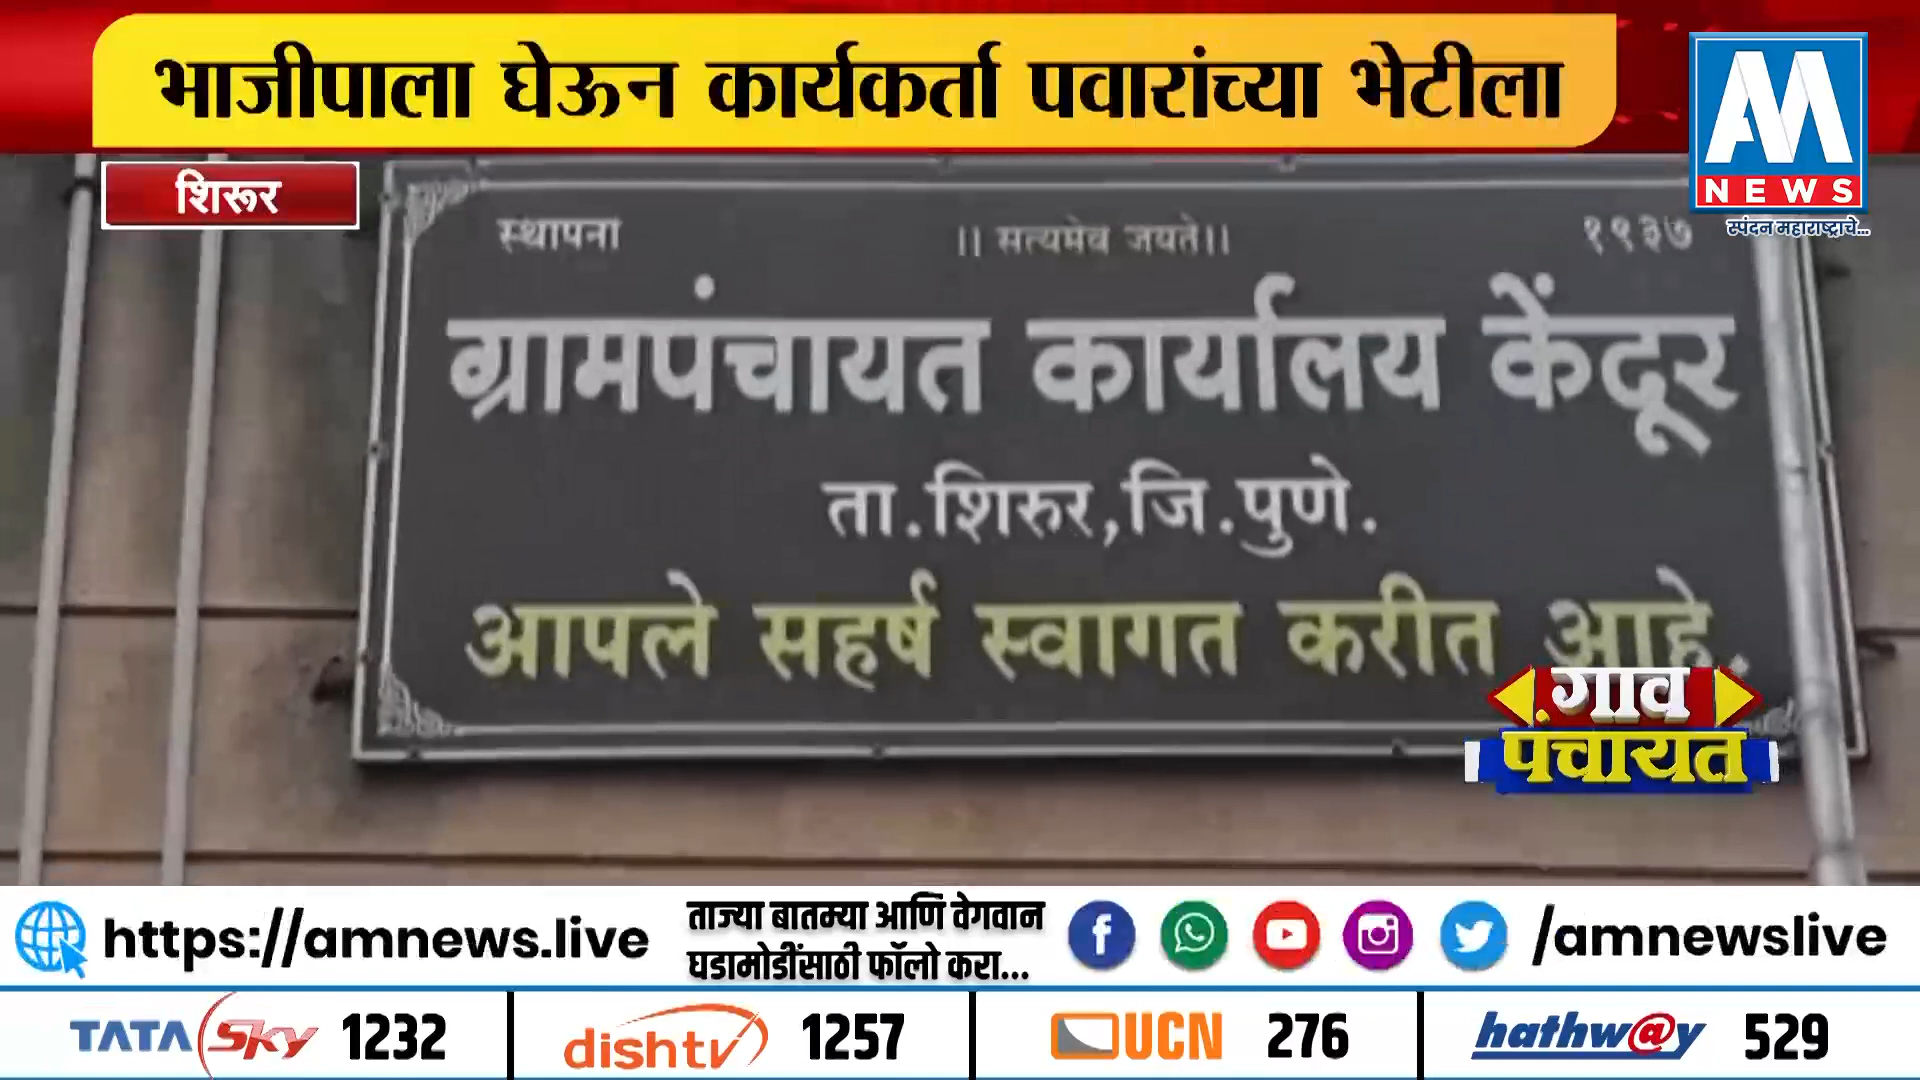 भाजीपाला घेऊन कार्यकर्ता पवारांच्या भेटीला
AM
NEWS
स्पंदन महाराष्ट्राचे...
शिरूर
स्थापना || सत्यमेव जयते|| १९३७
ग्रामपंचायत कार्यालय केंदूर
ता.शिरुर,जि.पुणे.
आपले सहर्ष स्वागत करीत आहे.
गाव
पंचायत
https://amnews.live
ताज्या बातम्या आणि वेगवान
घडामोडींसाठी फॉलो करा...
/amnewslive
TATA Sky 1232
dishtv 1257
UCN 276
hathw@y 529